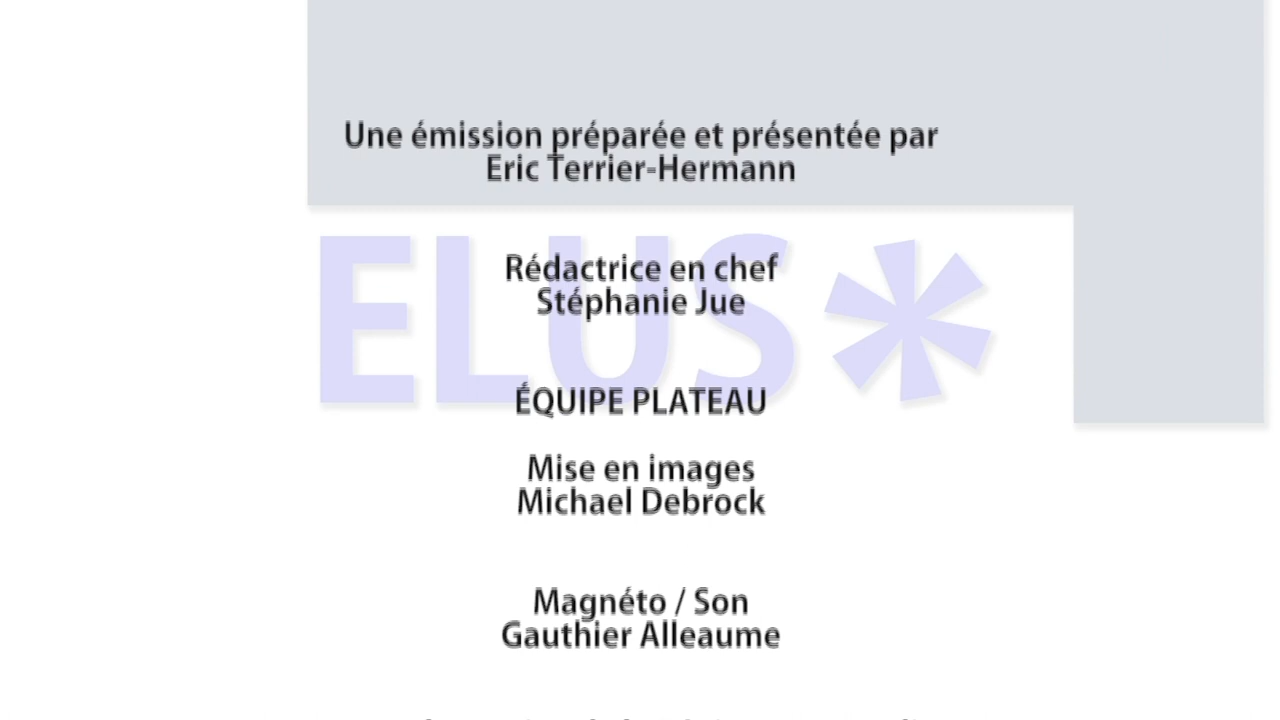 Une émission préparée et présentée par
Eric Terrier-Hermann
Rédactrice en chef
Stéphanie Jue
ELUS*
ÉQUIPE PLATEAU
Mise en images
Michael Debrock
Magnéto / Son
Gauthier Alleaume